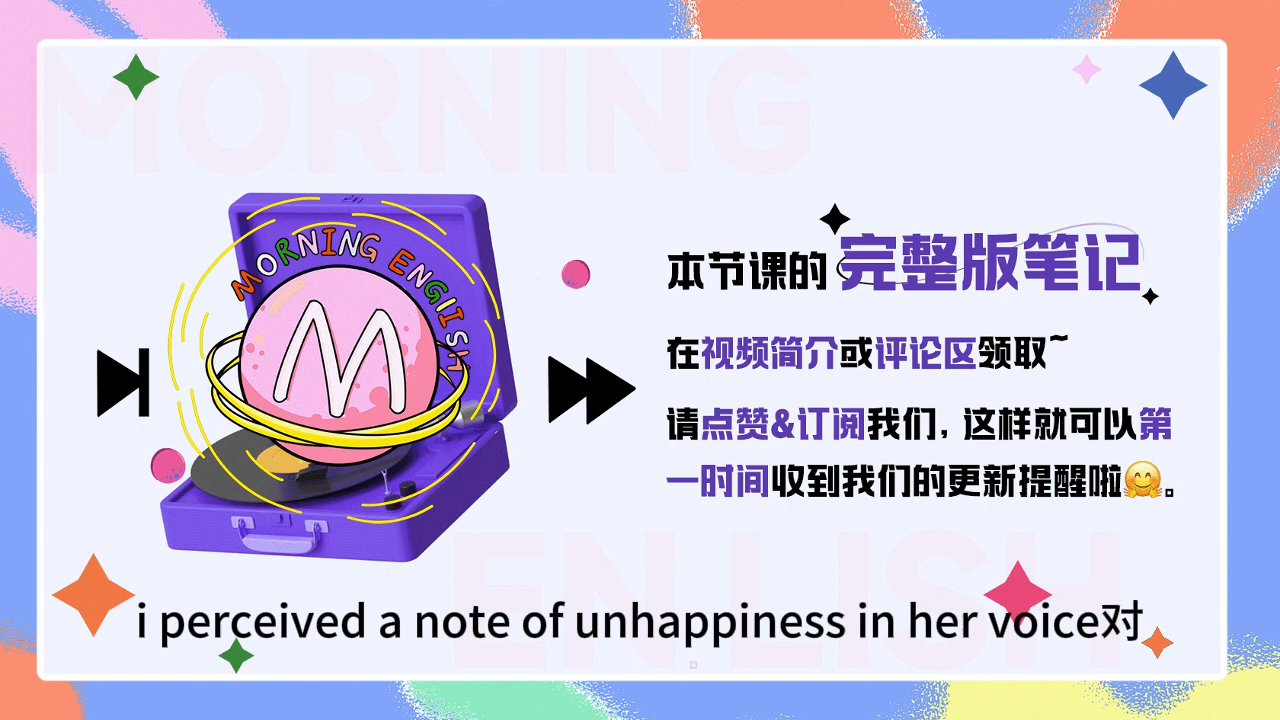 MORNING
MORNING ENGlISH
M
本节课的 完整版笔记
在视频简介或评论区领取~
请点赞&订阅我们, 这样就可以第
一时间收到我们的更新提醒啦🤗。
EN LISH
i perceived a note of unhappiness in her voice对